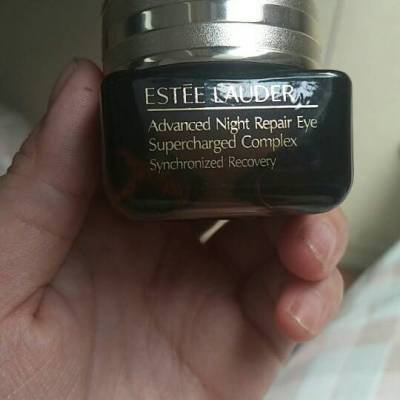 ESTĒE LAUDER
Advanced Night Repair Eye
Supercharged Complex
Synchronized Recovery